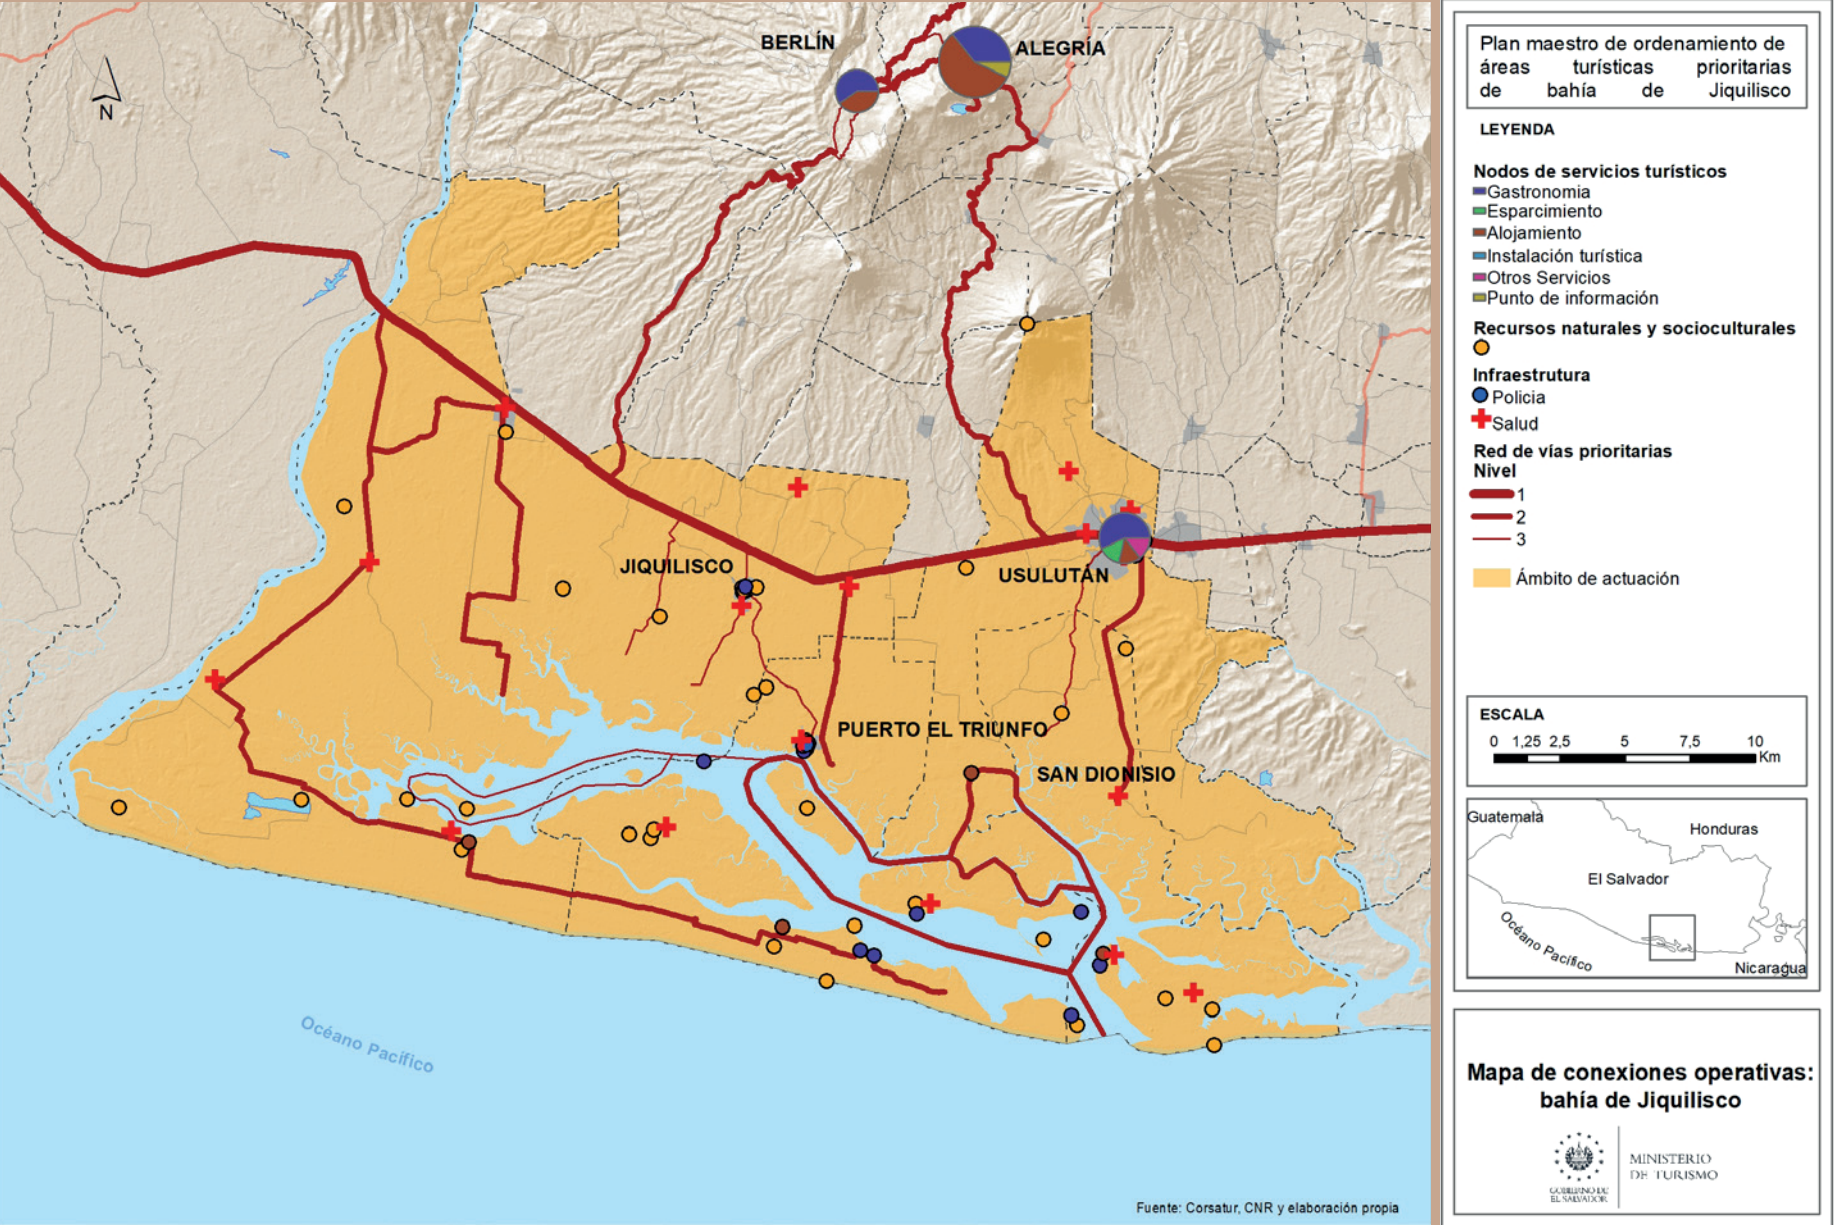 BERLÍN
ALEGRÍA
N
JIQUILISCO
USULUTÁN
PUERTO EL TRIUNFO
SAN DIONISIO
Océano Pacífico
Fuente: Corsatur, CNR y elaboración propia
Plan maestro de ordenamiento de
áreas turísticas prioritarias
de bahía de Jiquilisco
LEYENDA
Nodos de servicios turísticos
Gastronomia
Esparcimiento
Alojamiento
Instalación turística
Otros Servicios
Punto de información
Recursos naturales y socioculturales
Infraestrutura
Policia
Salud
Red de vías prioritarias
Nivel
1
2
3
Ámbito de actuación
ESCALA
0 1,25 2,5 5 7,5 10
Km
Guatemala
Honduras
El Salvador
Océano Pacífico
Nicaragua
Mapa de conexiones operativas:
bahía de Jiquilisco
MINISTERIO
DE TURISMO
GOBIERNO DE
EL SALVADOR